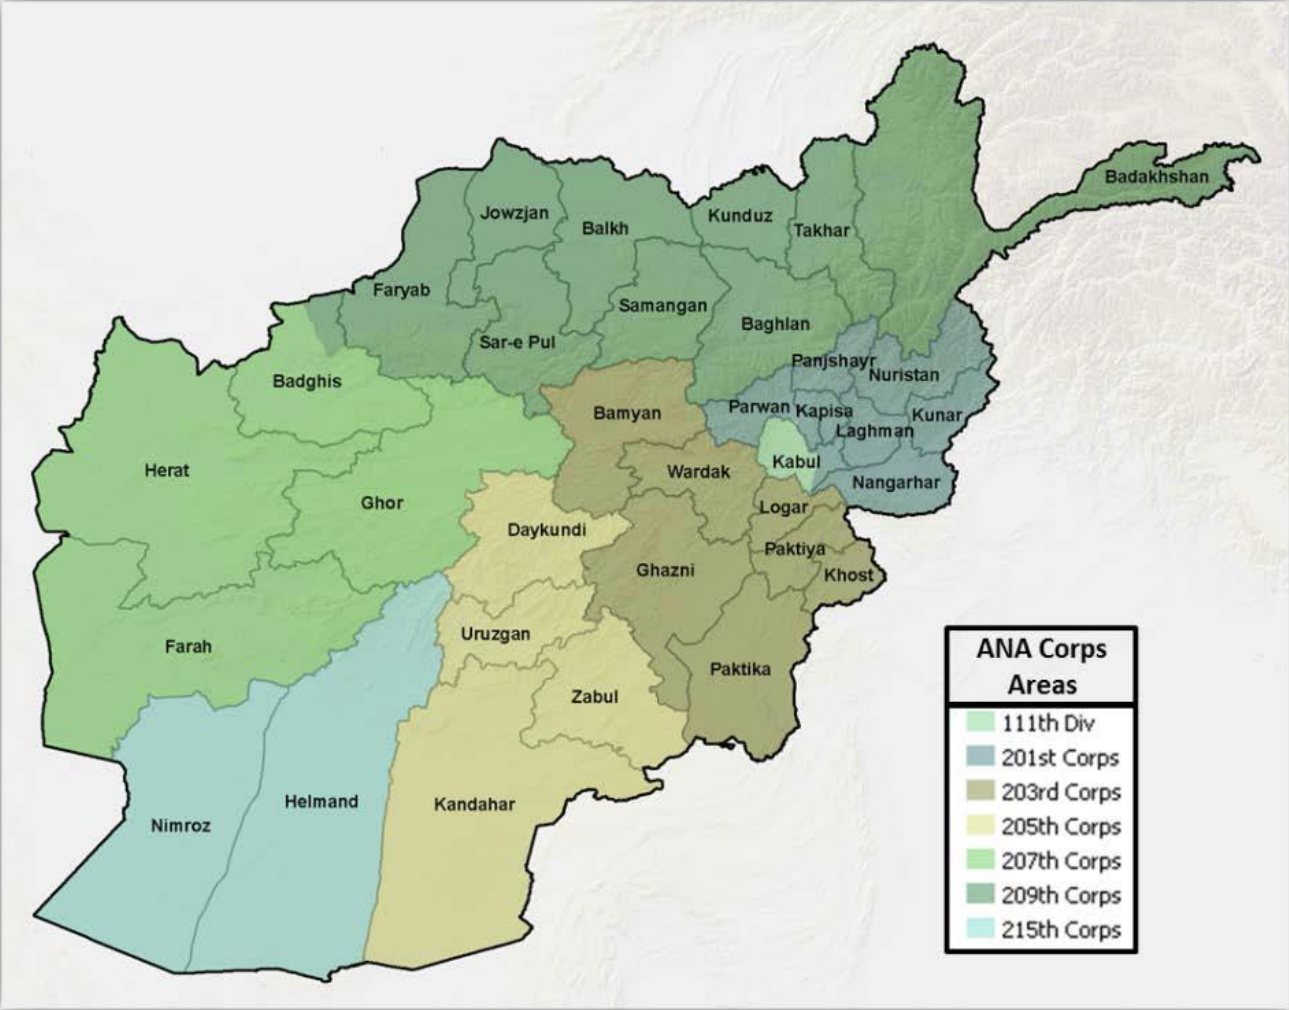 Badakhshan
Jowzjan
Balkh
Kunduz
Takhar
Faryab
Samangan
Baghlan
Sar-e Pul
Panjshayr
Nuristan
Badghis
Bamyan
Parwan
Kapisa
Kunar
Laghman
Herat
Wardak
Kabul
Nangarhar
Ghor
Logar
Daykundi
Paktiya
Ghazni
Khost
Uruzgan
Farah
Paktika
Zabul
Helmand
Kandahar
Nimroz
ANA Corps
Areas
111th Div
201st Corps
203rd Corps
205th Corps
207th Corps
209th Corps
215th Corps